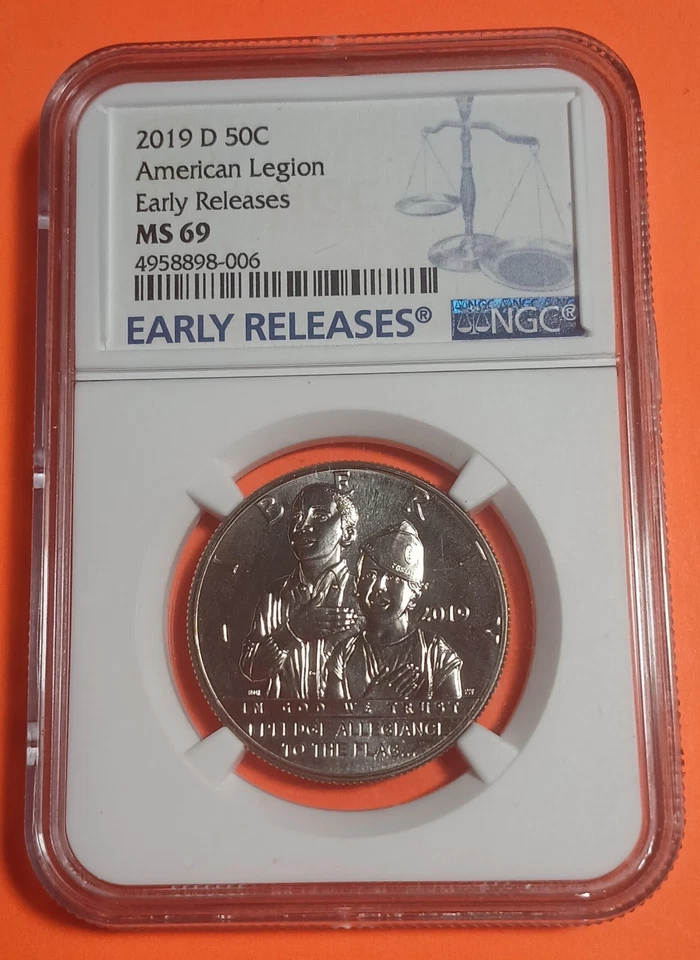 2019 D 50C
American Legion
Early Releases
MS 69
4958898-006
EARLY RELEASES®
NGC®
LIBERTY
2019
IN GOD WE TRUST
I PLEDGE ALLEGIANCE
TO THE FLAG...